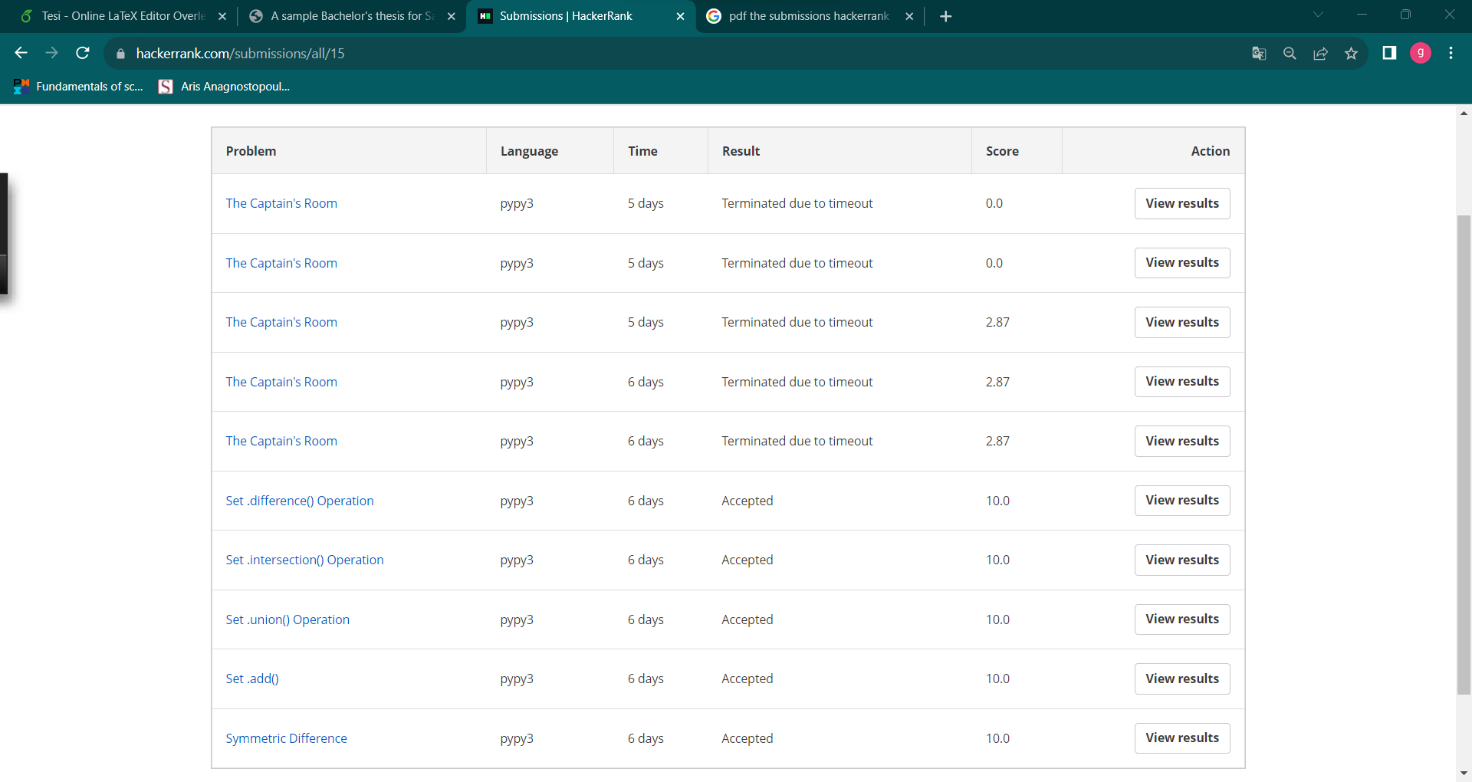 Tesi - Online LaTeX Editor Overle
A sample Bachelor's thesis for Sa
Submissions | HackerRank
pdf the submissions hackerrank
hackerrank.com/submissions/all/15
g
Fundamentals of sc...
Aris Anagnostopoul...
Problem Language Time Result Score Action
The Captain's Room pypy3 5 days Terminated due to timeout 0.0 View results
The Captain's Room pypy3 5 days Terminated due to timeout 0.0 View results
The Captain's Room pypy3 5 days Terminated due to timeout 2.87 View results
The Captain's Room pypy3 6 days Terminated due to timeout 2.87 View results
The Captain's Room pypy3 6 days Terminated due to timeout 2.87 View results
Set .difference() Operation pypy3 6 days Accepted 10.0 View results
Set .intersection() Operation pypy3 6 days Accepted 10.0 View results
Set .union() Operation pypy3 6 days Accepted 10.0 View results
Set .add() pypy3 6 days Accepted 10.0 View results
Symmetric Difference pypy3 6 days Accepted 10.0 View results